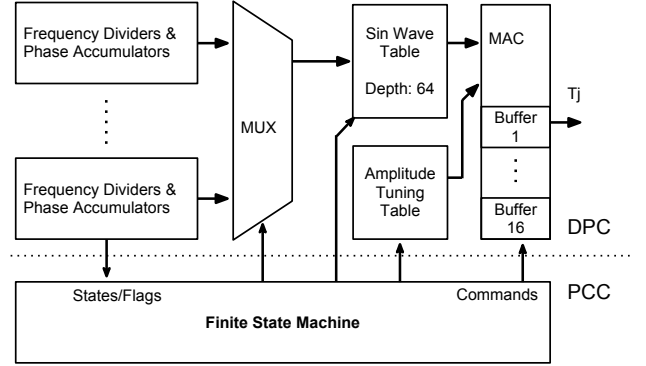 Frequency Dividers &
Phase Accumulators
Frequency Dividers &
Phase Accumulators
MUX
Sin Wave
Table
Depth: 64
Amplitude
Tuning
Table
MAC
Buffer
1
Buffer
16
Tj
DPC
PCC
States/Flags
Commands
Finite State Machine